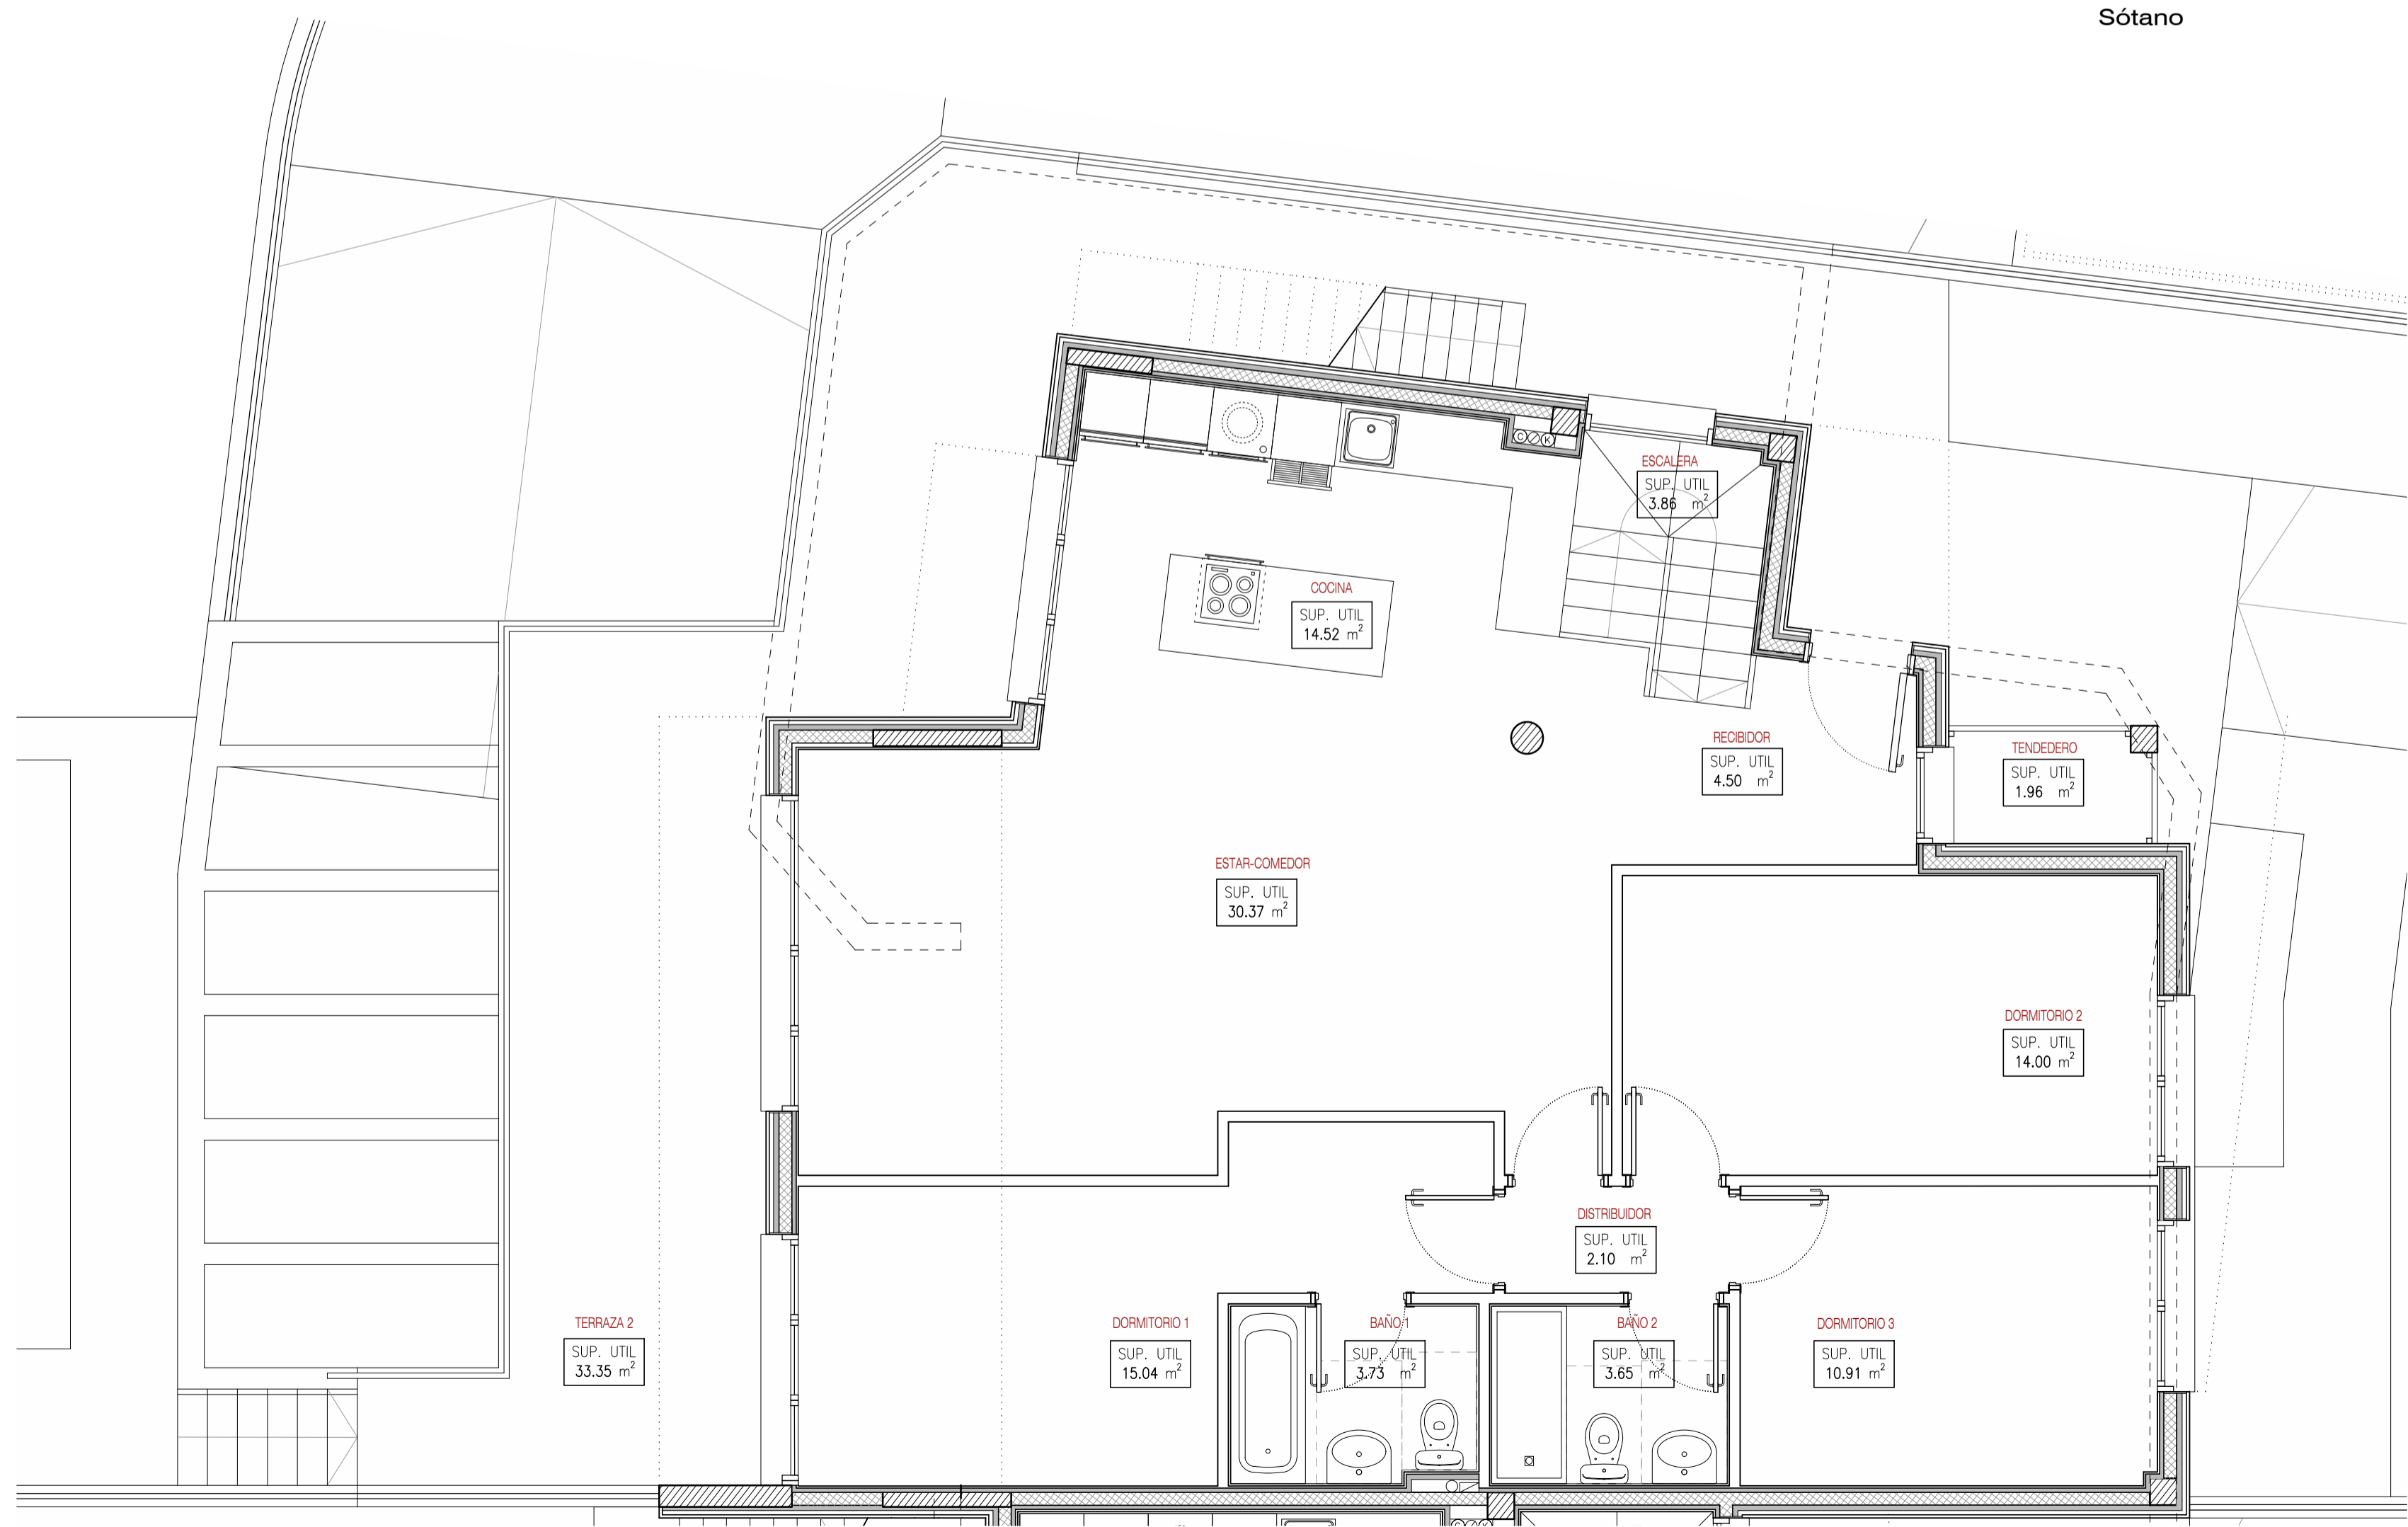 Sótano
ESCALERA
SUP. UTIL
3.86 m²
COCINA
SUP. UTIL
14.52 m²
RECIBIDOR
SUP. UTIL
4.50 m²
TENDEDERO
SUP. UTIL
1.96 m²
ESTAR-COMEDOR
SUP. UTIL
30.37 m²
DORMITORIO 2
SUP. UTIL
14.00 m²
DISTRIBUIDOR
SUP. UTIL
2.10 m²
TERRAZA 2
SUP. UTIL
33.35 m²
DORMITORIO 1
SUP. UTIL
15.04 m²
BAÑO 1
SUP. UTIL
3.73 m²
BAÑO 2
SUP. UTIL
3.65 m²
DORMITORIO 3
SUP. UTIL
10.91 m²
C K